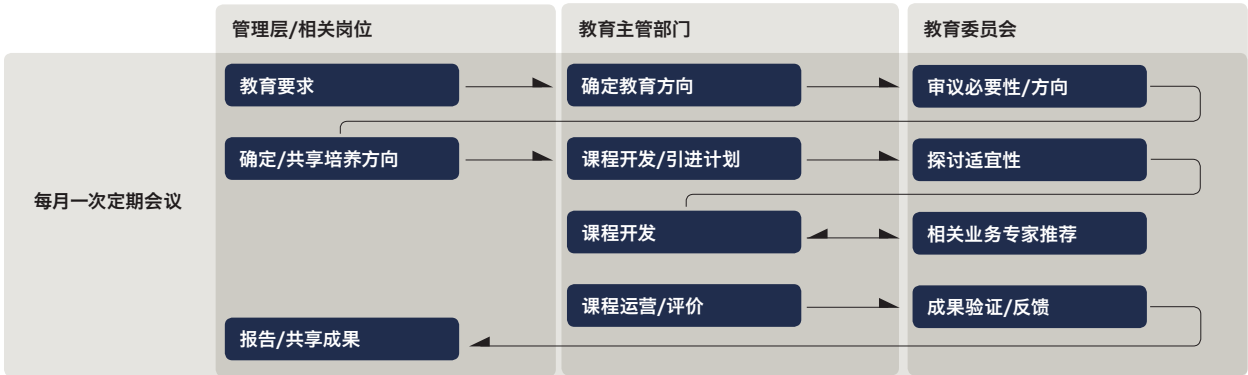 管理层/相关岗位
教育主管部门
教育委员会
教育要求
确定教育方向
审议必要性/方向
确定/共享培养方向
课程开发/引进计划
探讨适宜性
每月一次定期会议
课程开发
相关业务专家推荐
课程运营/评价
成果验证/反馈
报告/共享成果